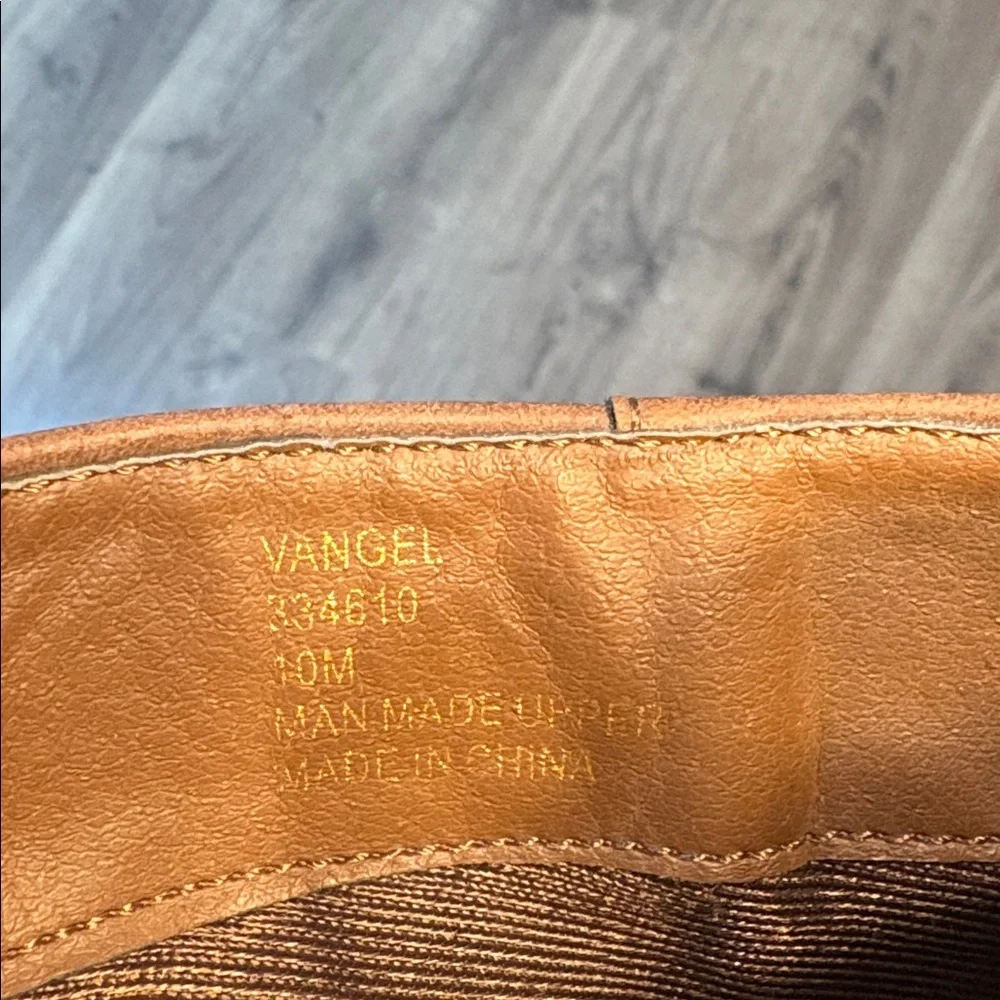 VANGEL
334610
10M
MAN MADE UPPER
MADE IN CHINA